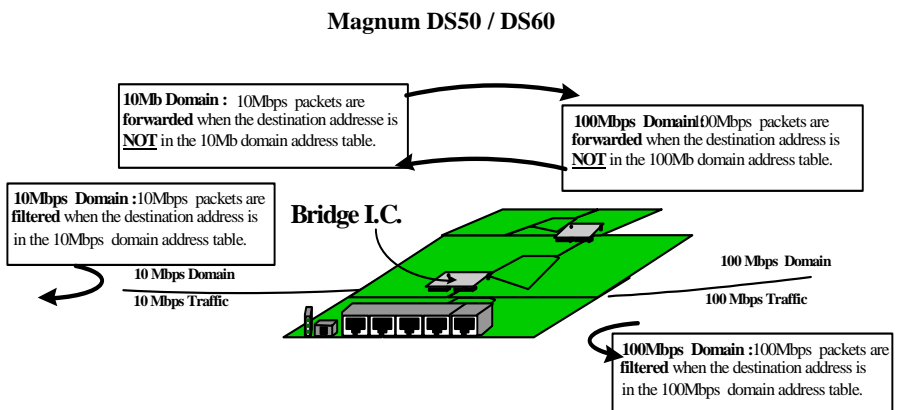 Magnum DS50 / DS60
10Mb Domain : 10Mbps packets are
forwarded when the destination addresse is
NOT in the 10Mb domain address table.
100Mbps Domain :100Mbps packets are
forwarded when the destination address is
NOT in the 100Mb domain address table.
10Mbps Domain :10Mbps packets are
filtered when the destination address is
in the 10Mbps domain address table.
Bridge I.C.
10 Mbps Domain
10 Mbps Traffic
100 Mbps Domain
100 Mbps Traffic
100Mbps Domain :100Mbps packets are
filtered when the destination address is
in the 100Mbps domain address table.